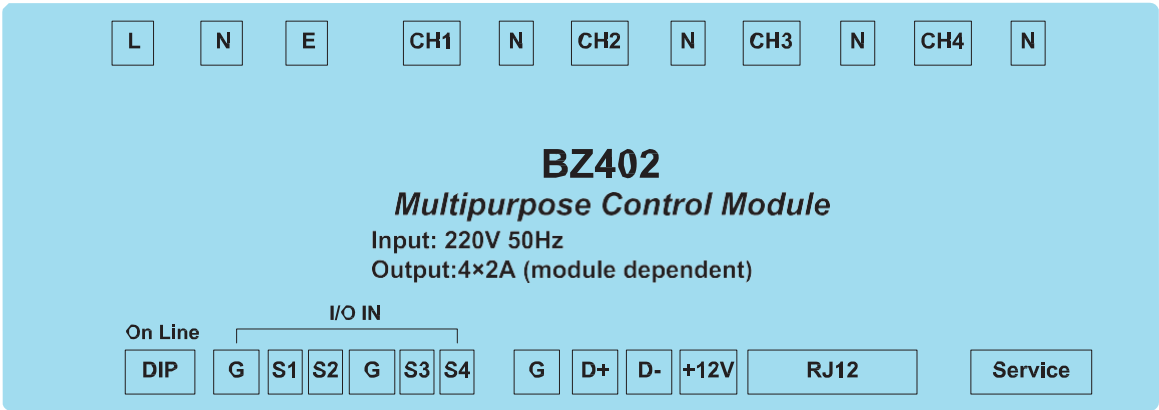 L N E CH1 N CH2 N CH3 N CH4 N
BZ402
Multipurpose Control Module
Input: 220V 50Hz
Output:4×2A (module dependent)
I/O IN
On Line
DIP G S1 S2 G S3 S4 G D+ D- +12V RJ12 Service